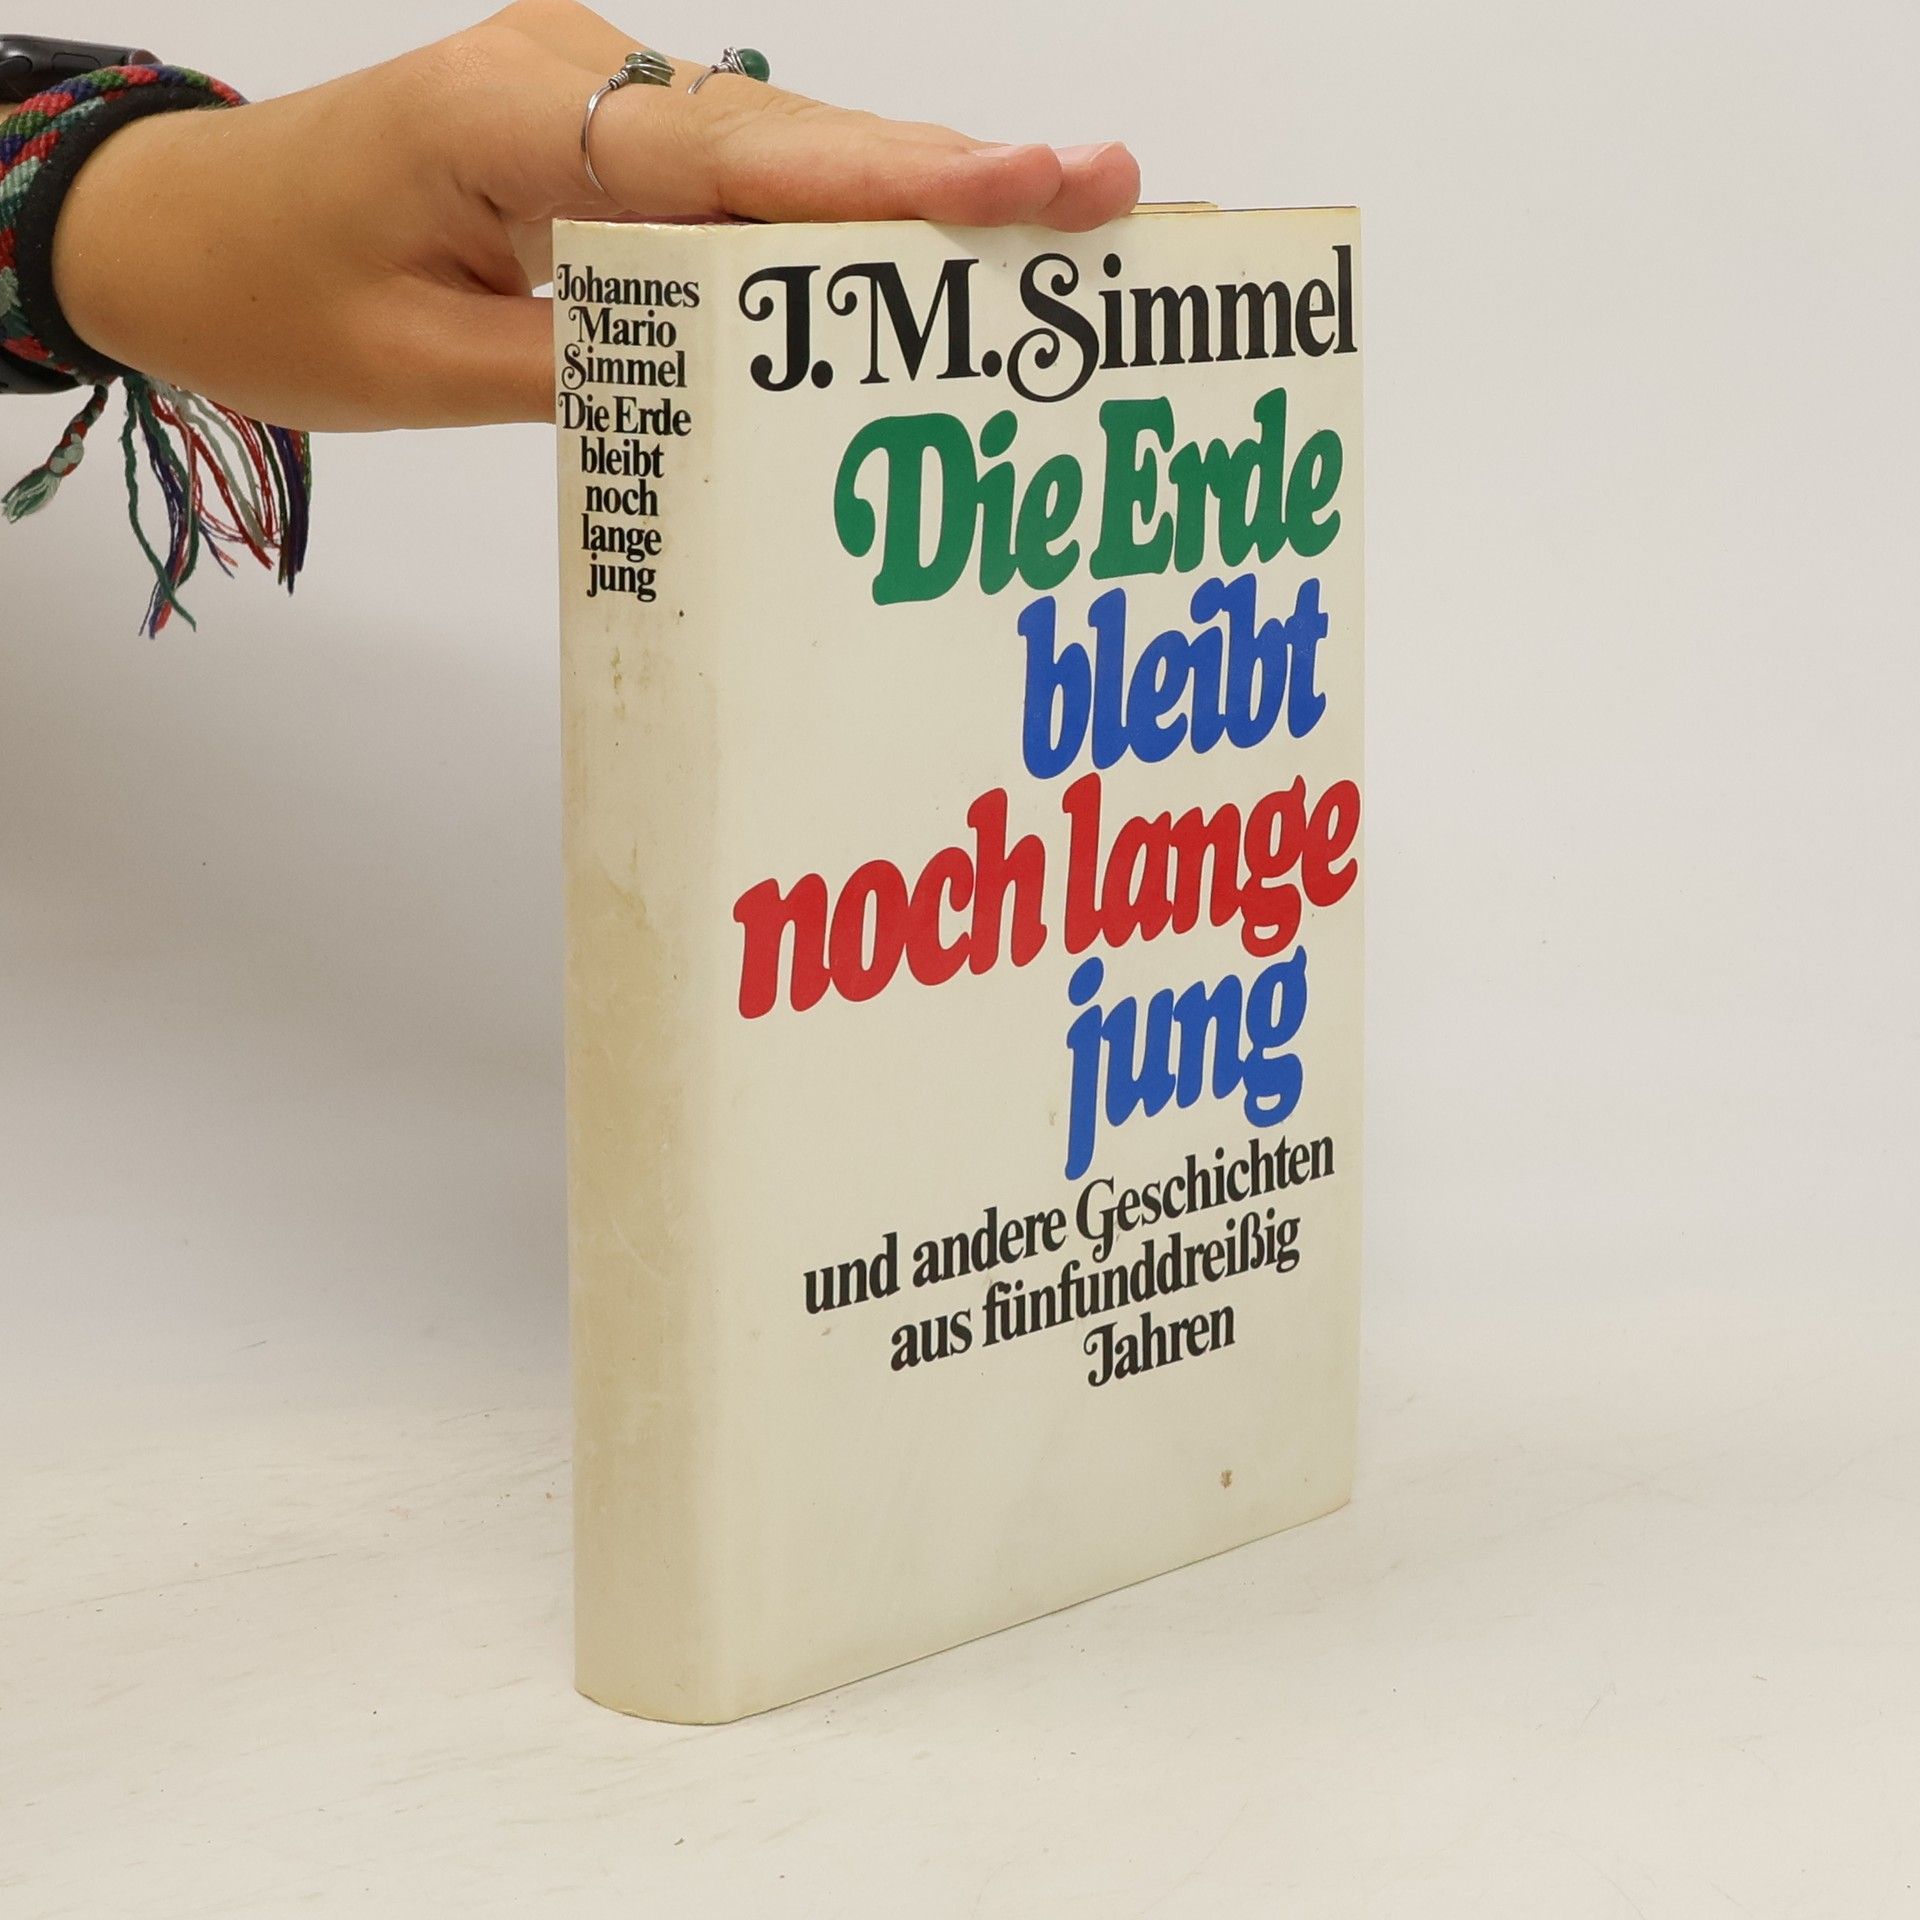 Johannes
Mario
Simmel
Die Erde
bleibt
noch
lange
jung
J. M. Simmel
Die Erde
bleibt
noch lange
jung
und andere Geschichten
aus fünfunddreißig
Jahren